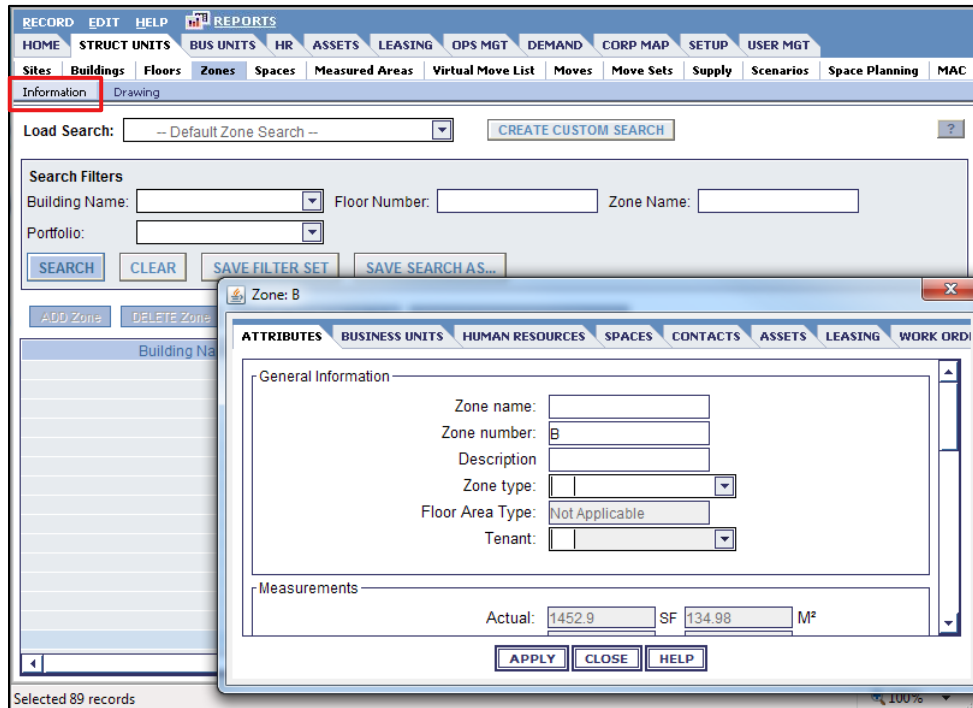 RECORD EDIT HELP REPORTS
HOME STRUCT UNITS BUS UNITS HR ASSETS LEASING OPS MGT DEMAND CORP MAP SETUP USER MGT
Sites Buildings Floors Zones Spaces Measured Areas Virtual Move List Moves Move Sets Supply Scenarios Space Planning MAC
Information Drawing
Load Search: -- Default Zone Search -- CREATE CUSTOM SEARCH ?
Search Filters
Building Name: Floor Number: Zone Name:
Portfolio:
SEARCH CLEAR SAVE FILTER SET SAVE SEARCH AS...
ADD Zone DELETE Zone
Building Na
Zone: B
ATTRIBUTES BUSINESS UNITS HUMAN RESOURCES SPACES CONTACTS ASSETS LEASING WORK ORD
General Information
Zone name:
Zone number: B
Description
Zone type:
Floor Area Type: Not Applicable
Tenant:
Measurements
Actual: 1452.9 SF 134.98 M²
APPLY CLOSE HELP
Selected 89 records 100%